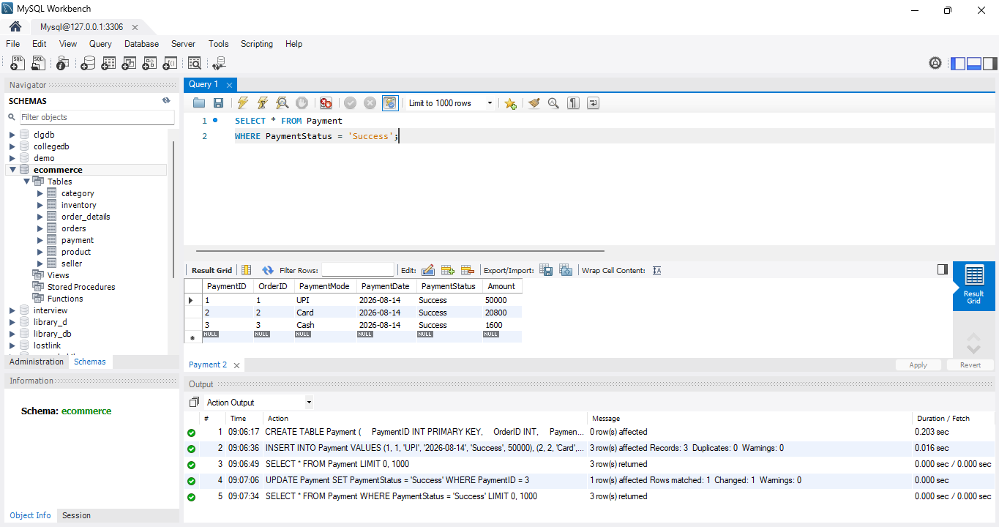 MySQL Workbench
Mysql@127.0.0.1:3306
File Edit View Query Database Server Tools Scripting Help
Navigator
SCHEMAS
Filter objects
clgdb
collegedb
demo
ecommerce
Tables
category
inventory
order_details
orders
payment
product
seller
Views
Stored Procedures
Functions
interview
library_d
library_db
lostlink
Administration Schemas
Information
Schema: ecommerce
Object Info Session
Query 1
Limit to 1000 rows
1 SELECT * FROM Payment
2 WHERE PaymentStatus = 'Success';
Result Grid Filter Rows: Edit: Export/Import: Wrap Cell Content:
PaymentID OrderID PaymentMode PaymentDate PaymentStatus Amount
1 1 UPI 2026-08-14 Success 50000
2 2 Card 2026-08-14 Success 20800
3 3 Cash 2026-08-14 Success 1600
NULL NULL NULL NULL NULL NULL
Result Grid
Payment 2
Apply Revert
Output
Action Output
# Time Action Message Duration / Fetch
1 09:06:17 CREATE TABLE Payment ( PaymentID INT PRIMARY KEY, OrderID INT, Paymen... 0 row(s) affected 0.203 sec
2 09:06:36 INSERT INTO Payment VALUES (1, 1, 'UPI', '2026-08-14', 'Success', 50000), (2, 2, 'Card',... 3 row(s) affected Records: 3 Duplicates: 0 Warnings: 0 0.016 sec
3 09:06:49 SELECT * FROM Payment LIMIT 0, 1000 3 row(s) returned 0.000 sec / 0.000 sec
4 09:07:06 UPDATE Payment SET PaymentStatus = 'Success' WHERE PaymentID = 3 1 row(s) affected Rows matched: 1 Changed: 1 Warnings: 0 0.000 sec
5 09:07:34 SELECT * FROM Payment WHERE PaymentStatus = 'Success' LIMIT 0, 1000 3 row(s) returned 0.000 sec / 0.000 sec